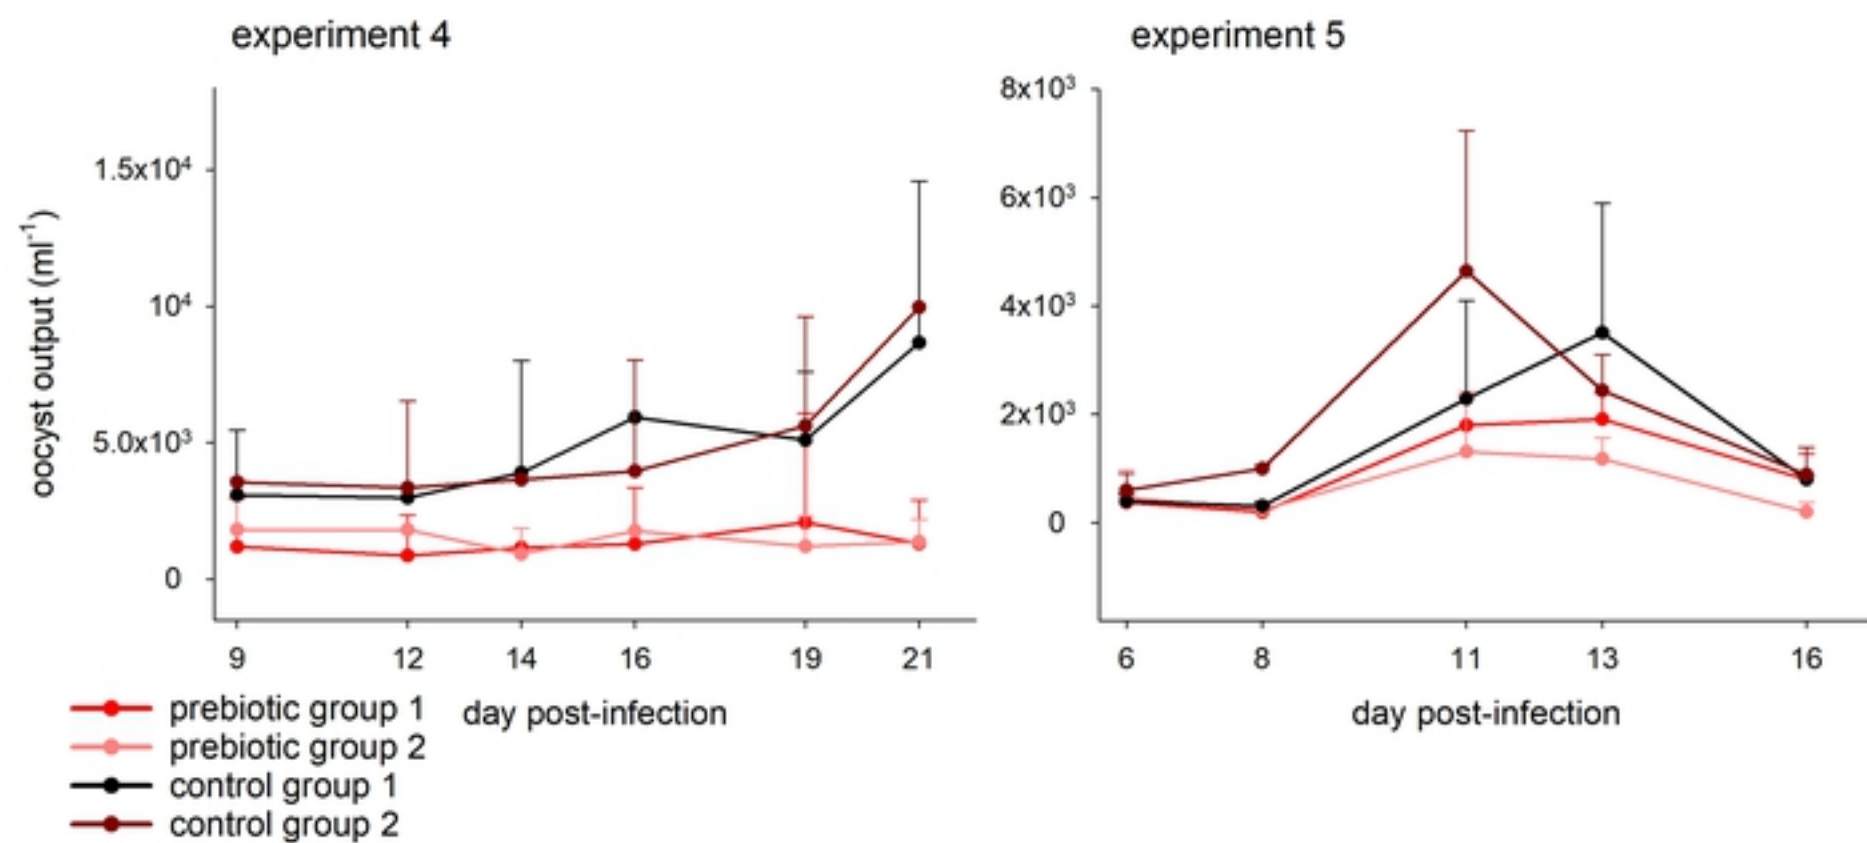 experiment 4
1.5x10⁴
10⁴
5.0x10³
0
oocyst output (ml⁻¹)
9 12 14 16 19 21
day post-infection
experiment 5
8x10³
6x10³
4x10³
2x10³
0
6 8 11 13 16
day post-infection
prebiotic group 1
prebiotic group 2
control group 1
control group 2